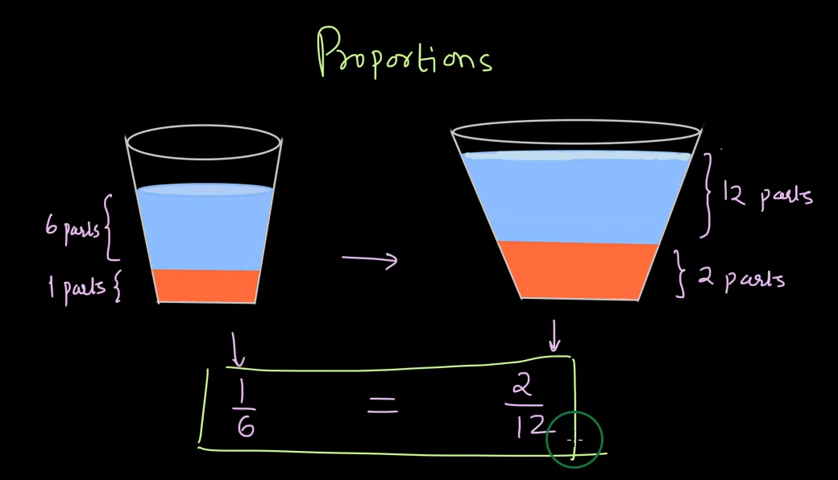 Proportions
6 parts
1 parts
12 parts
2 parts
1/6 = 2/12